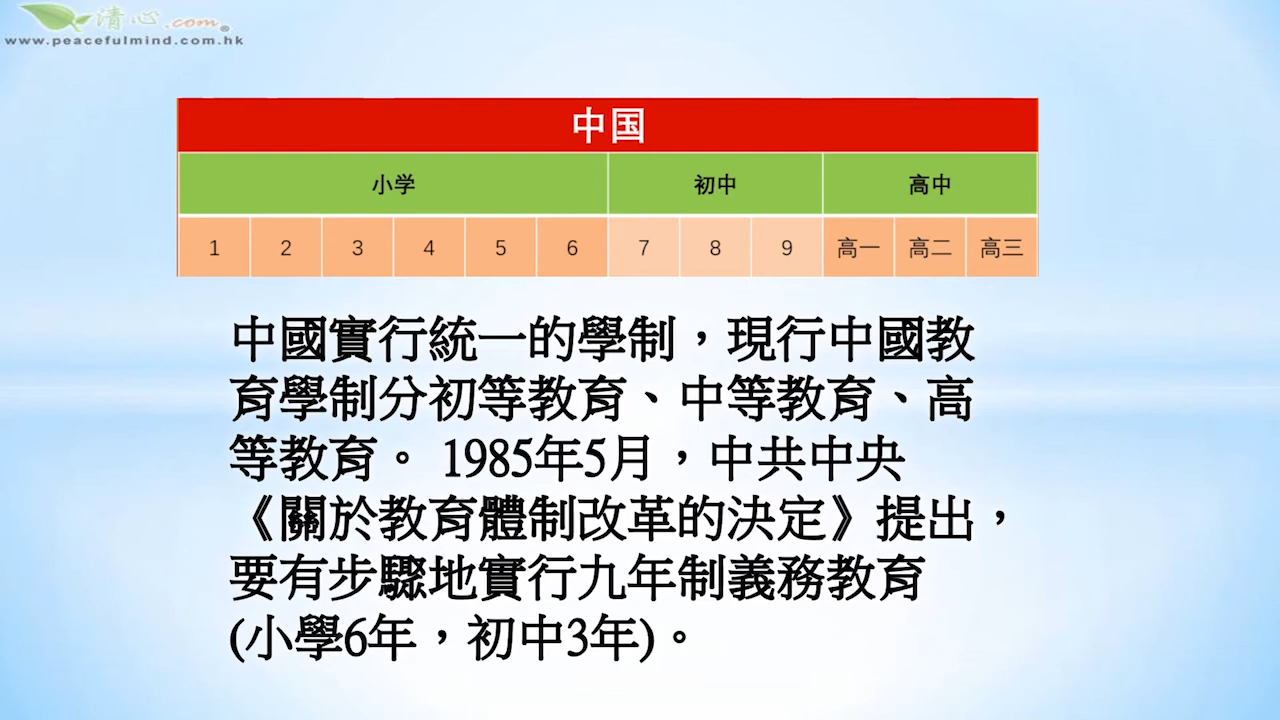 清心.com
www.peacefulmind.com.hk
中国
小学 初中 高中
1 2 3 4 5 6 7 8 9 高一 高二 高三
中國實行統一的學制，現行中國教
育學制分初等教育、中等教育、高
等教育。 1985年5月，中共中央
《關於教育體制改革的決定》提出，
要有步驟地實行九年制義務教育
(小學6年，初中3年)。